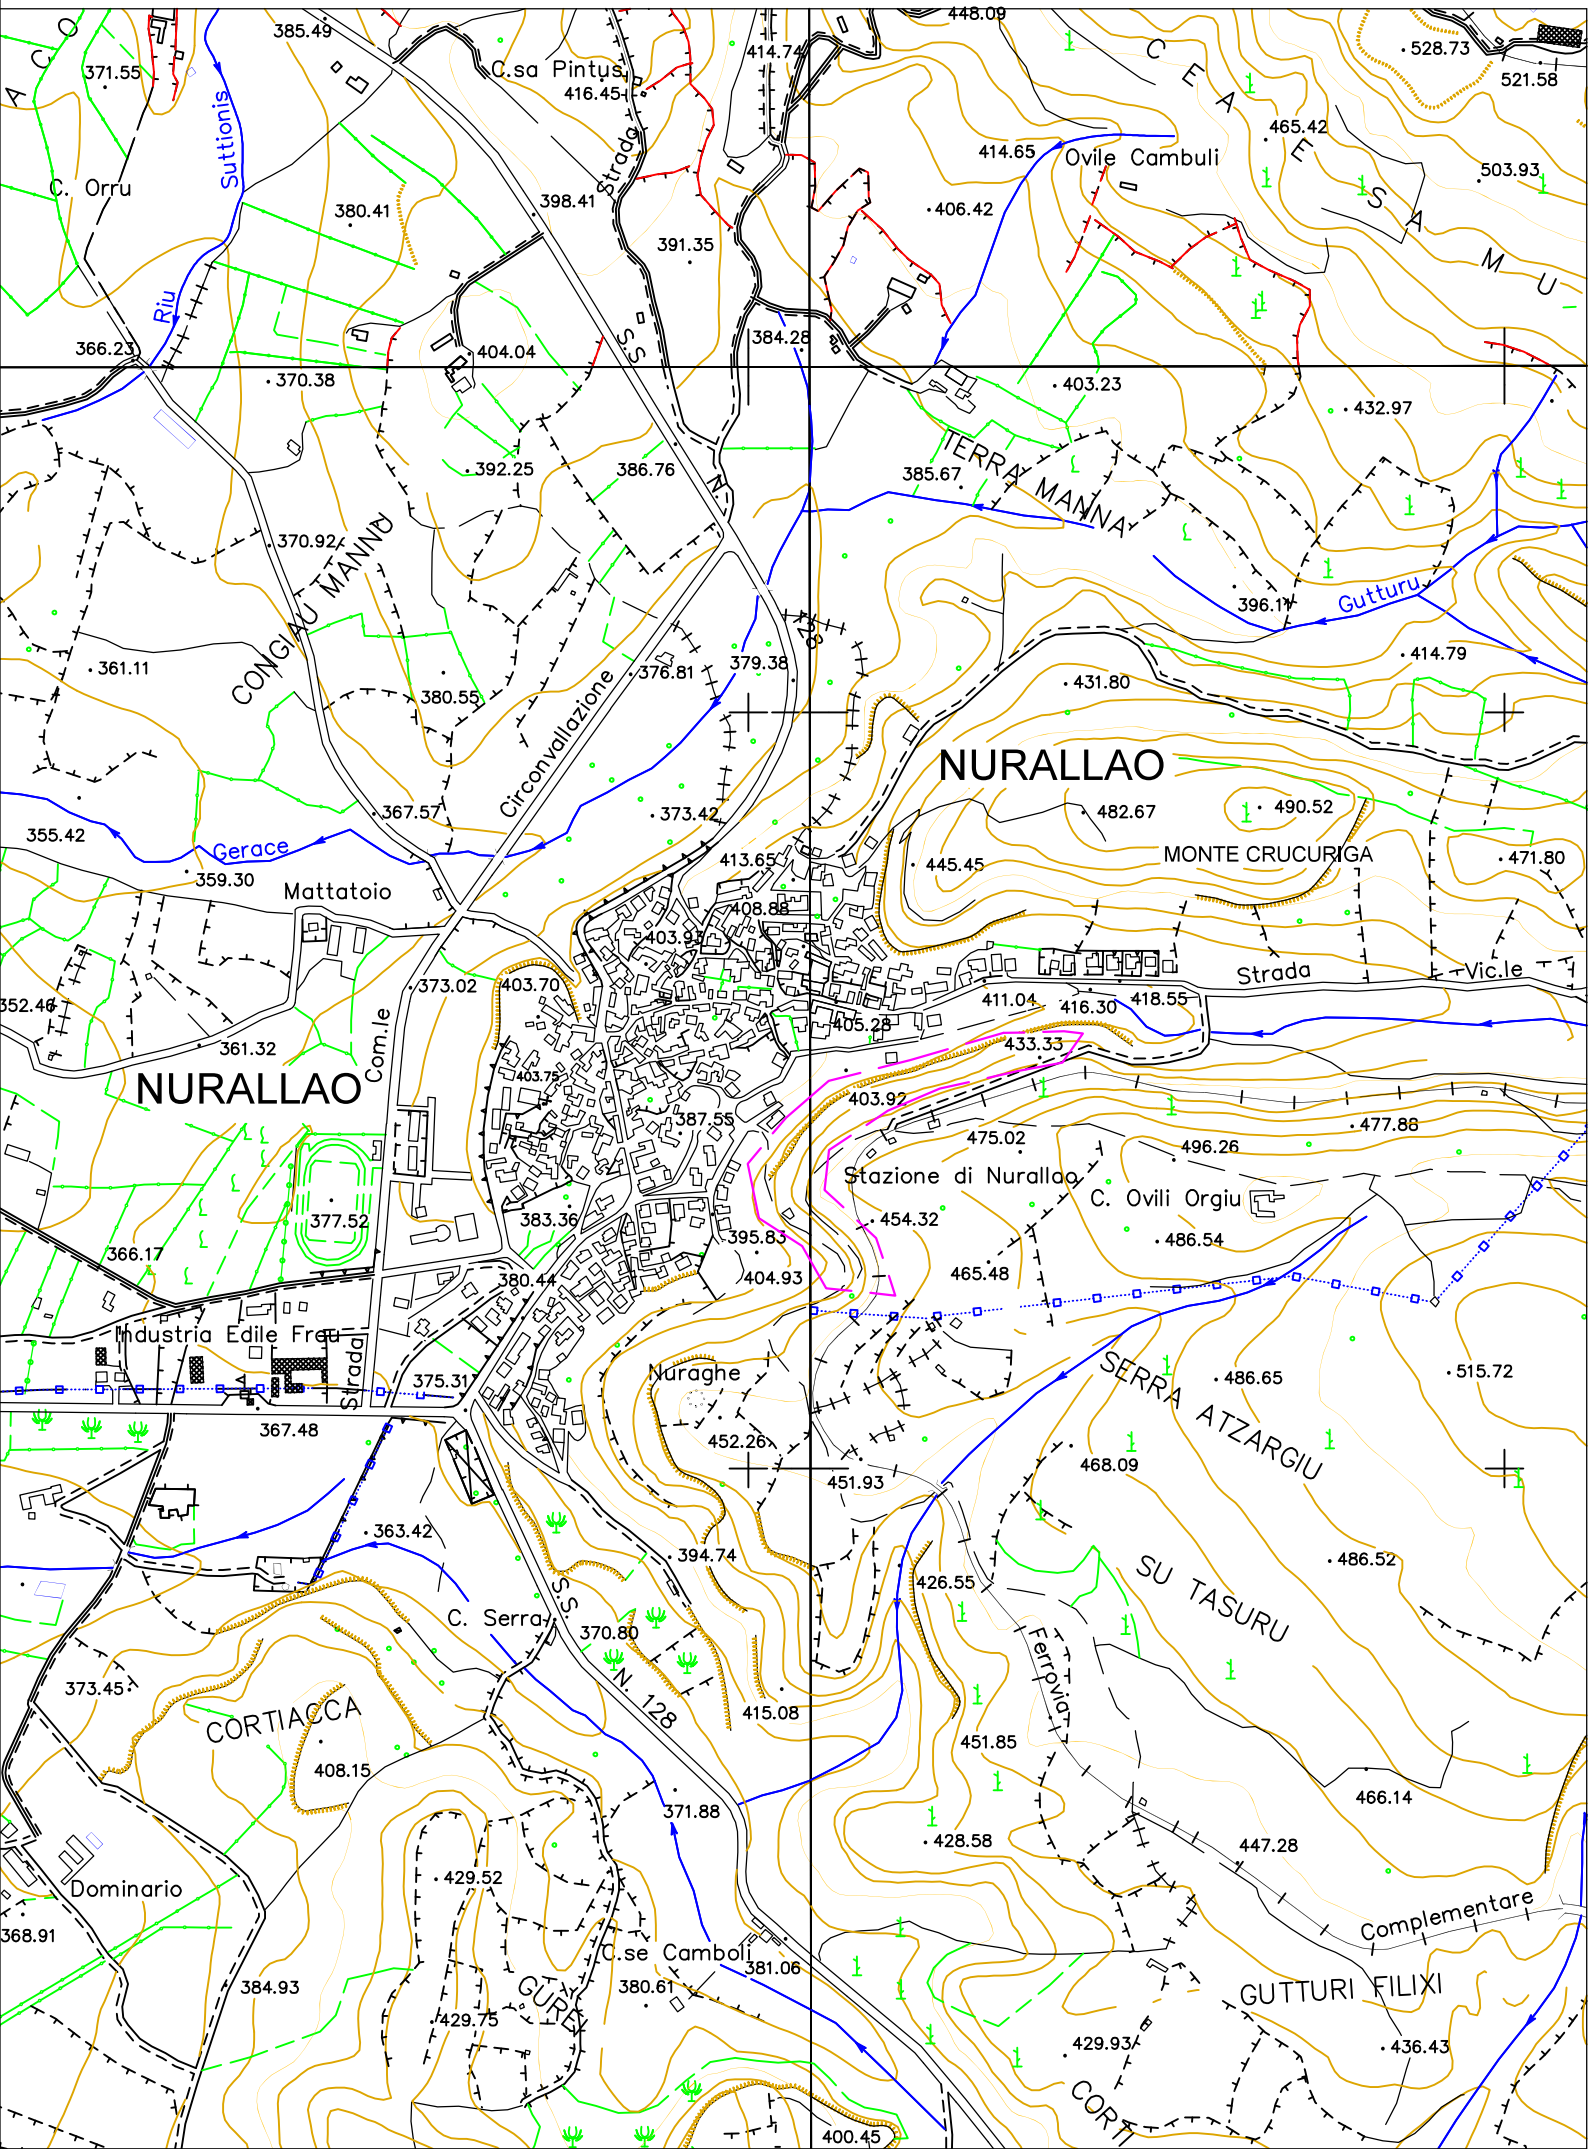 448.09
385.49
A C O
C E A E S A M U
414.74
528.73
521.58
371.55
C.sa Pintus
416.45
Suttionis
Strada
465.42
414.65
Ovile Cambuli
503.93
C. Orru
398.41
380.41
406.42
391.35
Riu
366.23
S.S.
384.28
404.04
370.38
403.23
432.97
TERRA MANNA
392.25
386.76
385.67
N.
370.92
CONGIAU MANNU
396.11
Gutturu
128
361.11
376.81
379.38
414.79
380.55
431.80
Circonvallazione
NURALLAO
367.57
373.42
482.67
490.52
355.42
Gerace
413.65
445.45
MONTE CRUCURIGA
471.80
359.30
Mattatoio
408.88
403.93
Strada
Vic.le
373.02
403.70
411.04
416.30
418.55
352.46
405.28
361.32
Com.le
433.33
NURALLAO
403.75
403.92
387.55
475.02
477.88
496.26
Stazione di Nurallao
C. Ovili Orgiu
377.52
383.36
454.32
395.83
486.54
366.17
404.93
465.48
380.44
Industria Edile Freu
Strada
Nuraghe
375.31
SERRA ATZARGIU
486.65
515.72
367.48
452.26
451.93
468.09
363.42
394.74
486.52
426.55
SU TASURU
S.S.
C. Serra
370.80
Ferrovia
373.45
N. 128
CORTIACCA
415.08
451.85
408.15
466.14
371.88
428.58
447.28
429.52
Dominario
Complementare
368.91
C.se Camboli
381.06
384.93
380.61
GUREI
GUTTURI FILIXI
429.75
429.93
436.43
CORTI
400.45